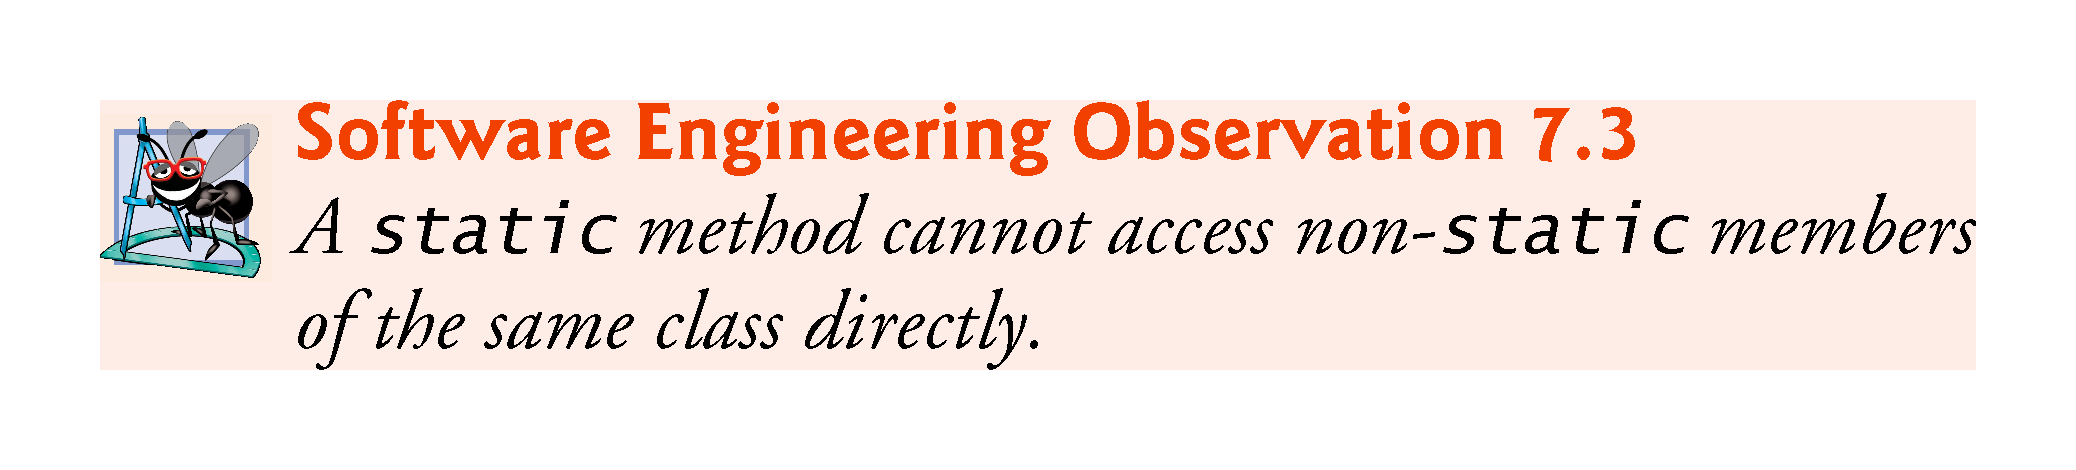 Software Engineering Observation 7.3
A static method cannot access non-static members
of the same class directly.